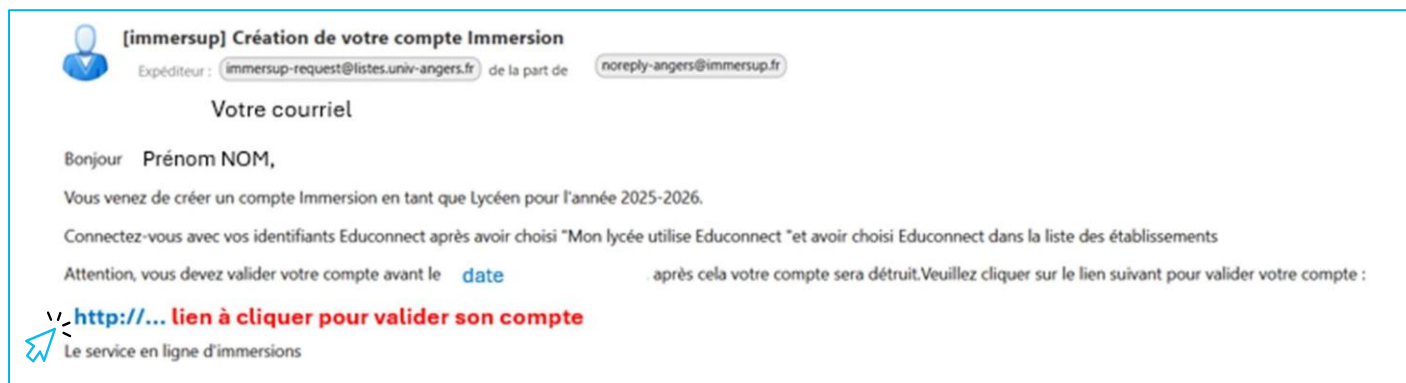 [immersup] Création de votre compte Immersion
Expéditeur : immersup-request@listes.univ-angers.fr de la part de noreply-angers@immersup.fr
Votre courriel
Bonjour Prénom NOM,
Vous venez de créer un compte Immersion en tant que Lycéen pour l'année 2025-2026.
Connectez-vous avec vos identifiants Educonnect après avoir choisi "Mon lycée utilise Educonnect "et avoir choisi Educonnect dans la liste des établissements
Attention, vous devez valider votre compte avant le date après cela votre compte sera détruit.Veuillez cliquer sur le lien suivant pour valider votre compte :
http://... lien à cliquer pour valider son compte
Le service en ligne d'immersions